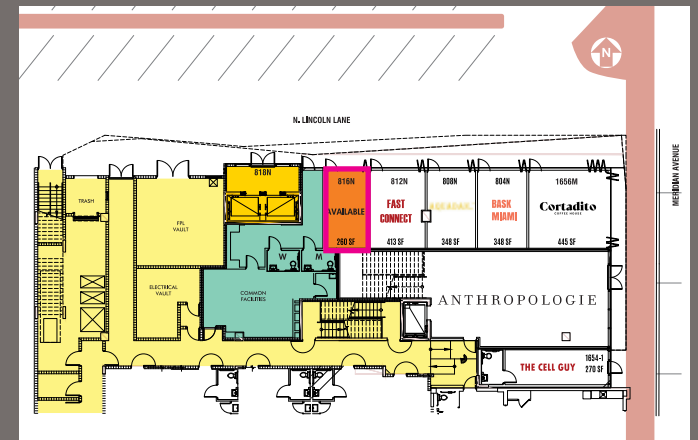 N
N. LINCOLN LANE
MERIDIAN AVENUE
818N
816N
AVAILABLE
260 SF
812N
FAST
CONNECT
413 SF
808N
348 SF
804N
BASK
MIAMI
348 SF
1656M
Cortadito
COFFEE HOUSE
445 SF
TRASH
FPL
VAULT
ELECTRICAL
VAULT
W
M
COMMON
FACILITIES
ANTHROPOLOGIE
THE CELL GUY
1654-1
270 SF